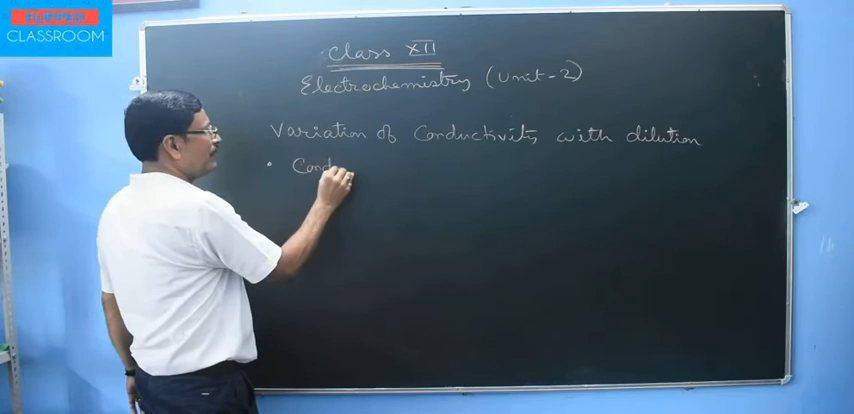 FLIPPED
CLASSROOM
Class XII
Electrochemistry (Unit-2)
Variation of Conductivity with dilution
• Cond